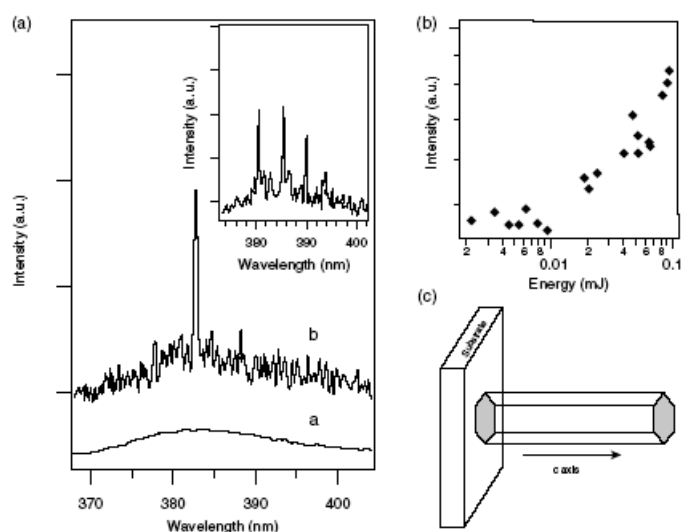 (a)
Intensity (a.u.)
380
390
400
Wavelength (nm)
Intensity (a.u.)
b
a
370
380
390
400
Wavelength (nm)
(b)
Intensity (a.u.)
2 4 6 8 2 4 6 8
0.01 0.1
Energy (mJ)
(c)
Substrate
c axis